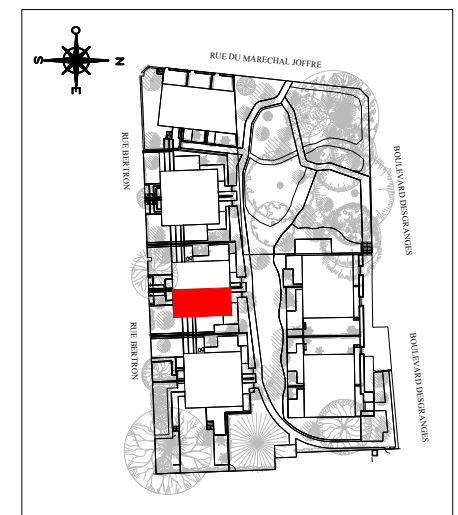 O
S N
E
RUE DU MARECHAL JOFFRE
RUE BERTRON
BOULEVARD DESGRANGES
RUE BERTRON
BOULEVARD DESGRANGES